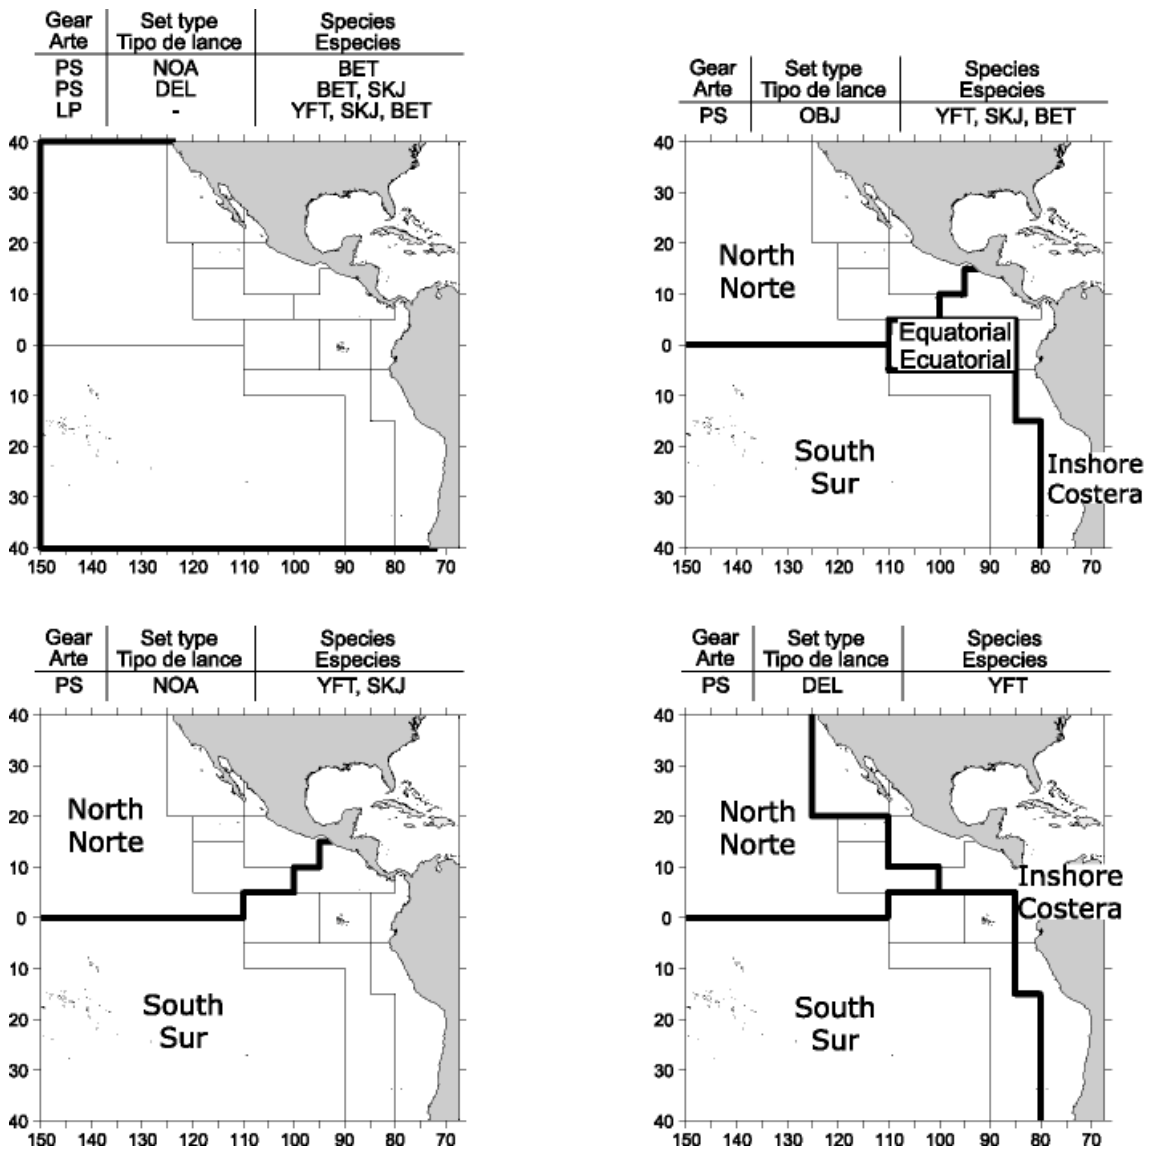 Gear Set type Species
Arte Tipo de lance Especies
PS NOA BET
PS DEL BET, SKJ
LP - YFT, SKJ, BET
40
30
20
10
0
10
20
30
40
150 140 130 120 110 100 90 80 70
Gear Set type Species
Arte Tipo de lance Especies
PS OBJ YFT, SKJ, BET
40
30
20
North
Norte
10
Equatorial
0
Ecuatorial
10
20
South
Sur
Inshore
Costera
30
40
150 140 130 120 110 100 90 80 70
Gear Set type Species
Arte Tipo de lance Especies
PS NOA YFT, SKJ
40
30
North
20
Norte
10
0
10
South
20
Sur
30
40
150 140 130 120 110 100 90 80 70
Gear Set type Species
Arte Tipo de lance Especies
PS DEL YFT
40
30
North
20
Norte
10
Inshore
Costera
0
10
South
20
Sur
30
40
150 140 130 120 110 100 90 80 70